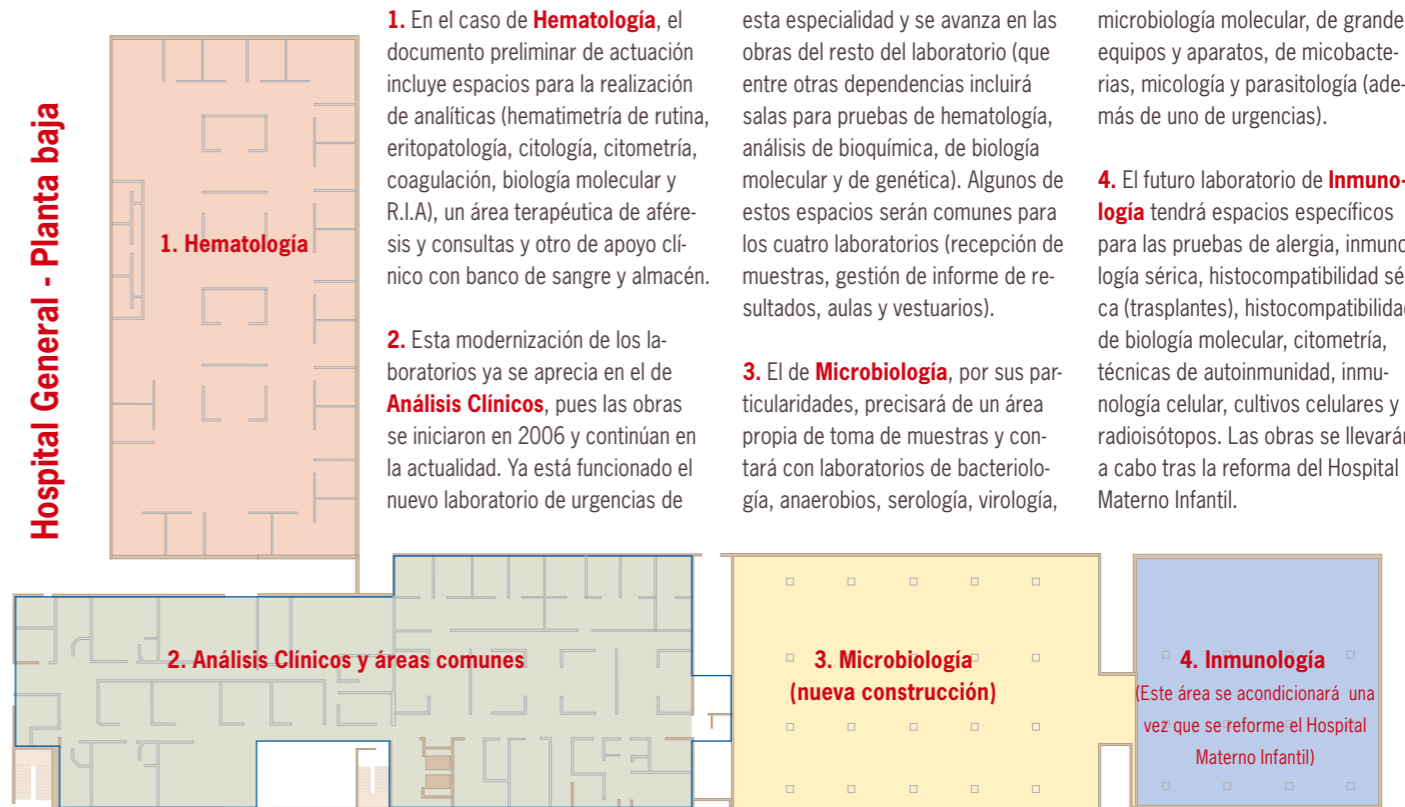 Hospital General - Planta baja
1. En el caso de Hematología, el
documento preliminar de actuación
incluye espacios para la realización
de analíticas (hematimetría de rutina,
eritopatología, citología, citometría,
coagulación, biología molecular y
R.I.A), un área terapéutica de afére-
sis y consultas y otro de apoyo clí-
nico con banco de sangre y almacén.
2. Esta modernización de los la-
boratorios ya se aprecia en el de
Análisis Clínicos, pues las obras
se iniciaron en 2006 y continúan en
la actualidad. Ya está funcionado el
nuevo laboratorio de urgencias de
esta especialidad y se avanza en las
obras del resto del laboratorio (que
entre otras dependencias incluirá
salas para pruebas de hematología,
análisis de bioquímica, de biología
molecular y de genética). Algunos de
estos espacios serán comunes para
los cuatro laboratorios (recepción de
muestras, gestión de informe de re-
sultados, aulas y vestuarios).
3. El de Microbiología, por sus par-
ticularidades, precisará de un área
propia de toma de muestras y con-
tará con laboratorios de bacteriolo-
gía, anaerobios, serología, virología,
microbiología molecular, de grande
equipos y aparatos, de micobacte-
rias, micología y parasitología (ade-
más de uno de urgencias).
4. El futuro laboratorio de Inmuno-
logía tendrá espacios específicos
para las pruebas de alergia, inmuno
logía sérica, histocompatibilidad sé
ca (trasplantes), histocompatibilidad
de biología molecular, citometría,
técnicas de autoinmunidad, inmu-
nología celular, cultivos celulares y
radioisótopos. Las obras se llevarán
a cabo tras la reforma del Hospital
Materno Infantil.
1. Hematología
2. Análisis Clínicos y áreas comunes
3. Microbiología
(nueva construcción)
4. Inmunología
(Este área se acondicionará una
vez que se reforme el Hospital
Materno Infantil)